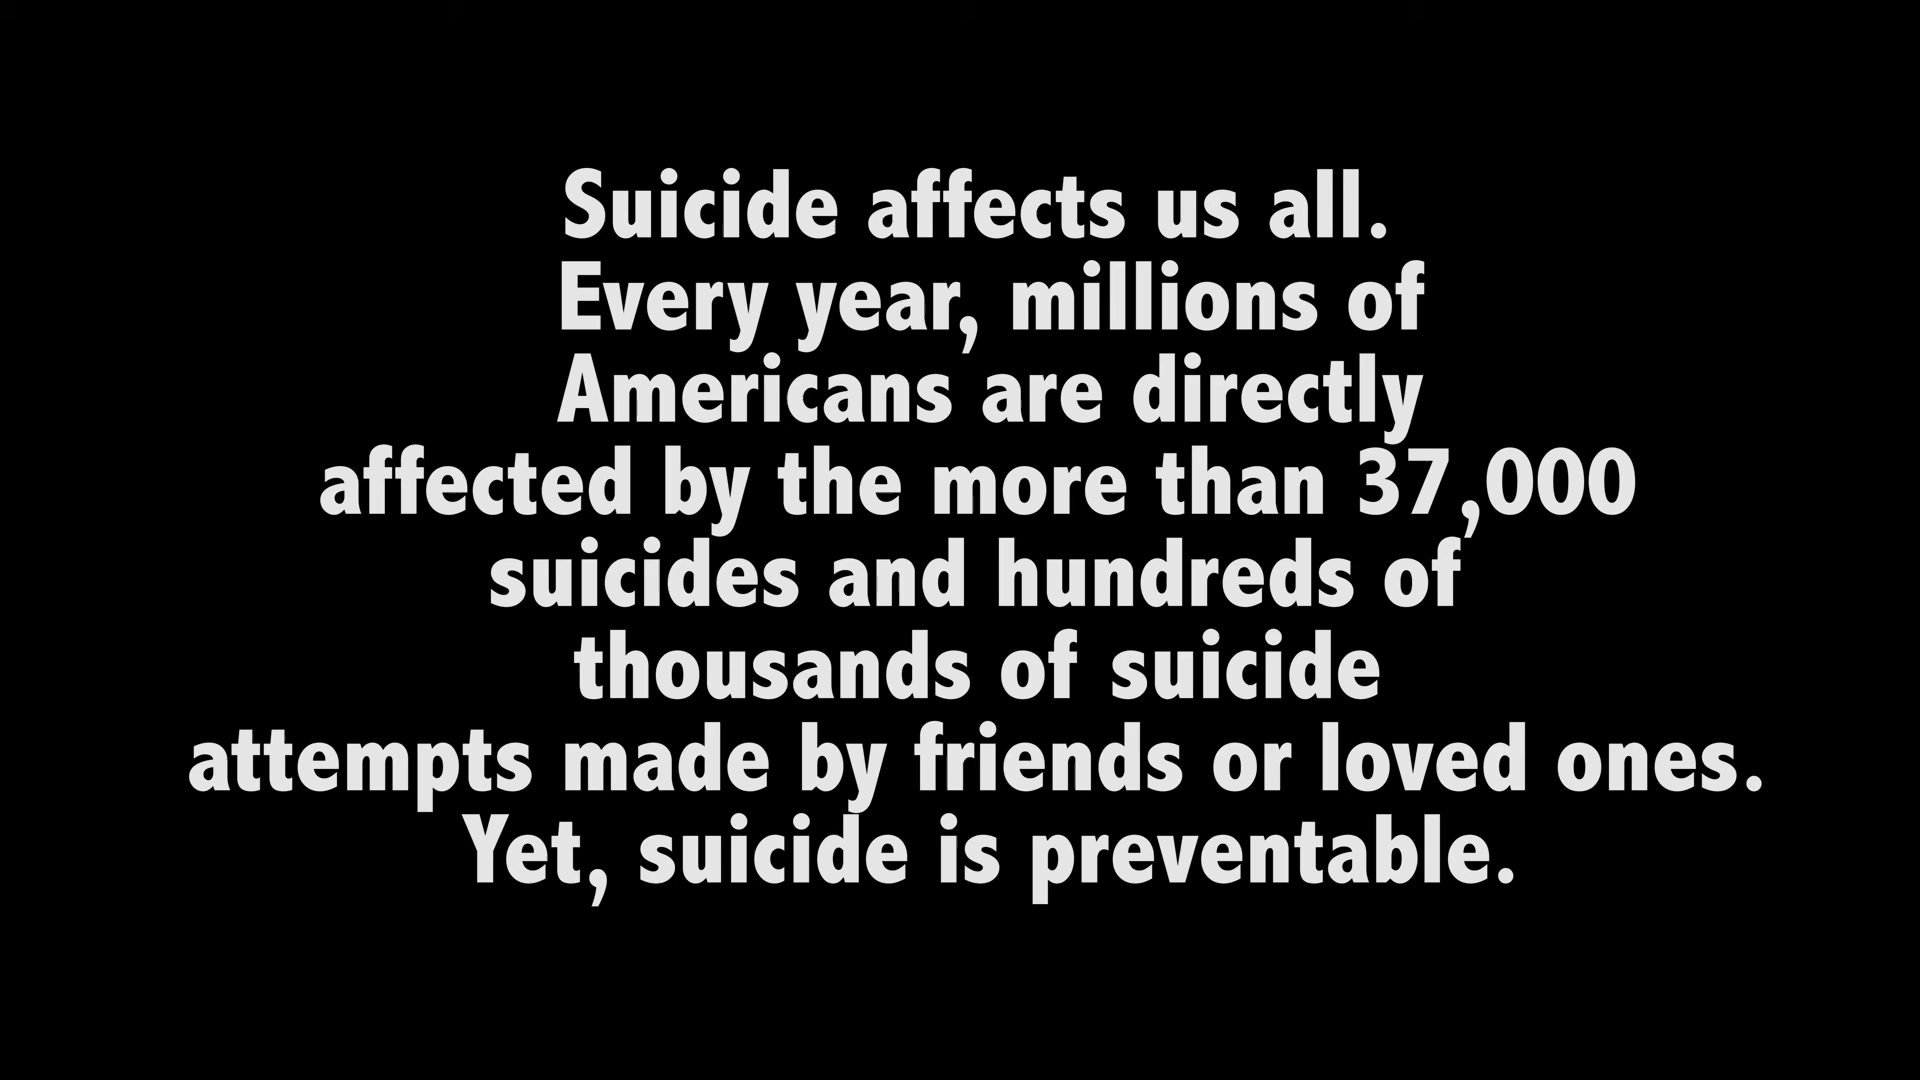 Suicide affects us all.
Every year, millions of
Americans are directly
affected by the more than 37,000
suicides and hundreds of
thousands of suicide
attempts made by friends or loved ones.
Yet, suicide is preventable.